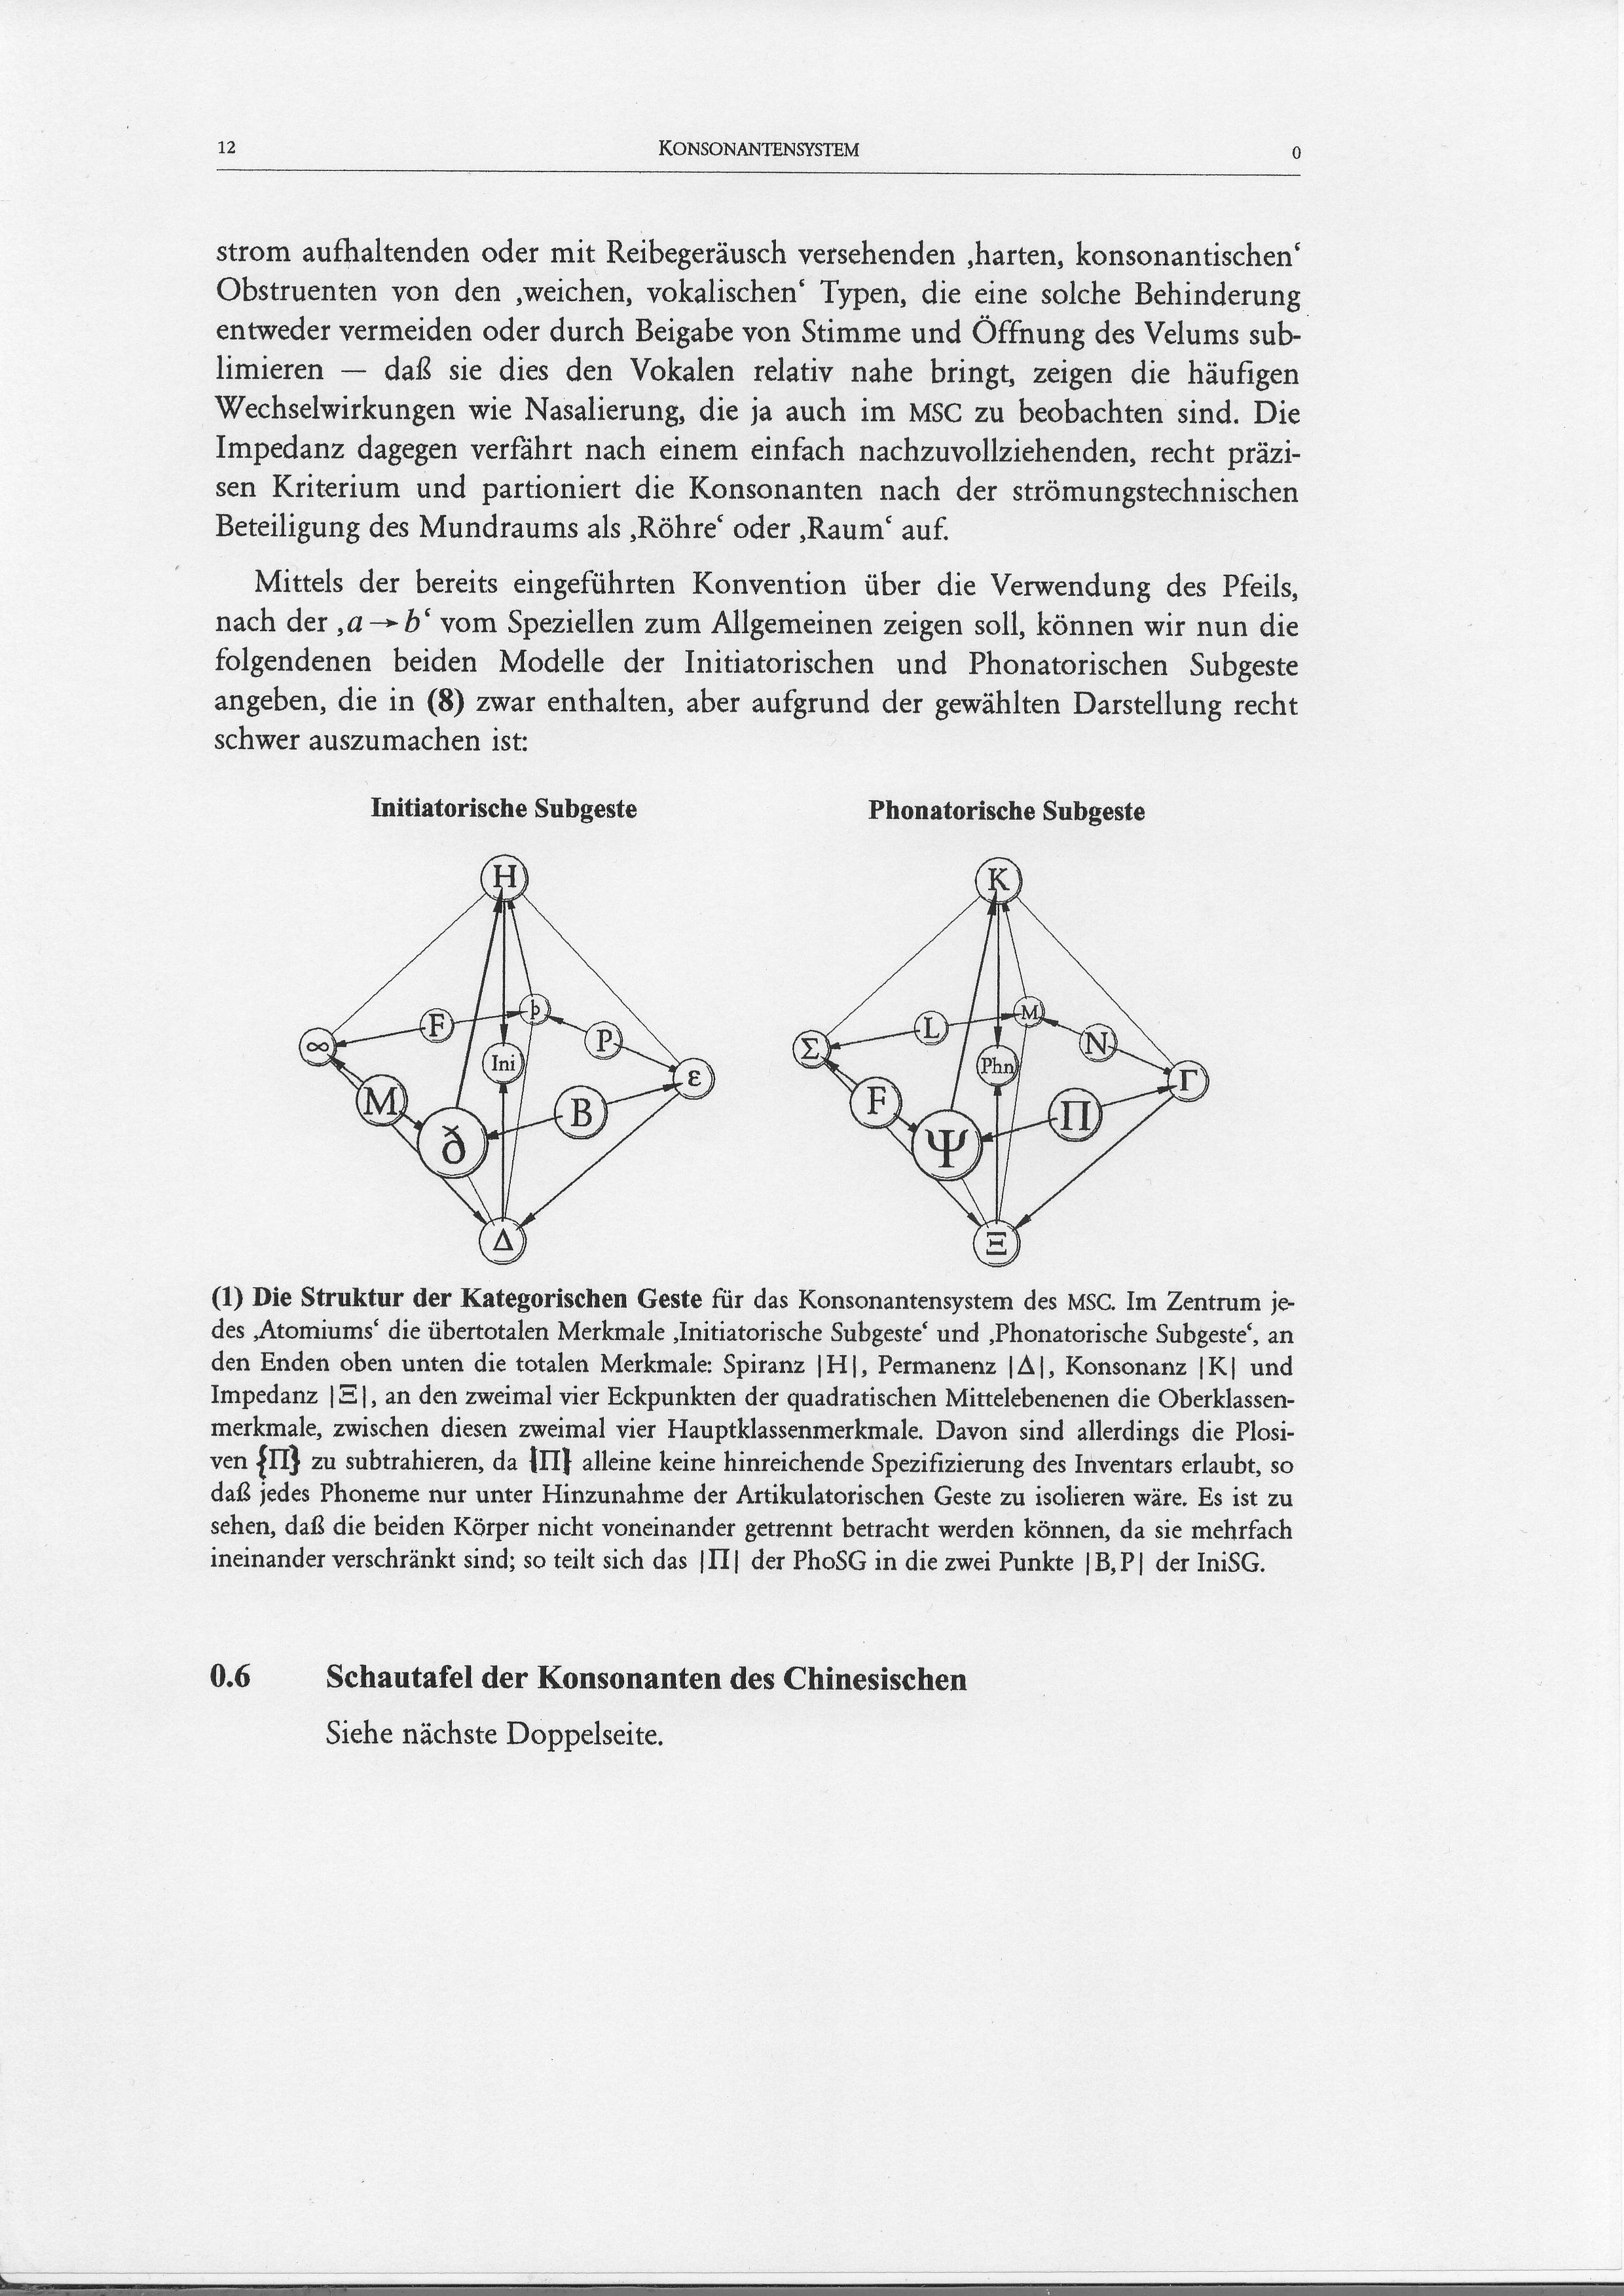 12 KONSONANTENSYSTEM 0
strom aufhaltenden oder mit Reibegeräusch versehenden ‚harten, konsonantischen‘
Obstruenten von den ‚weichen, vokalischen‘ Typen, die eine solche Behinderung
entweder vermeiden oder durch Beigabe von Stimme und Öffnung des Velums sub-
limieren — daß sie dies den Vokalen relativ nahe bringt, zeigen die häufigen
Wechselwirkungen wie Nasalierung, die ja auch im MSC zu beobachten sind. Die
Impedanz dagegen verfährt nach einem einfach nachzuvollziehenden, recht präzi-
sen Kriterium und partioniert die Konsonanten nach der strömungstechnischen
Beteiligung des Mundraums als ‚Röhre‘ oder ‚Raum‘ auf.
Mittels der bereits eingeführten Konvention über die Verwendung des Pfeils,
nach der ‚a → b‘ vom Speziellen zum Allgemeinen zeigen soll, können wir nun die
folgendenen beiden Modelle der Initiatorischen und Phonatorischen Subgeste
angeben, die in (8) zwar enthalten, aber aufgrund der gewählten Darstellung recht
schwer auszumachen ist:
Initiatorische Subgeste
H
F þ P
∞ Ini ε
M B
ð
Δ
Phonatorische Subgeste
K
L M N
Σ Phn Γ
F Π
Ψ
Ξ
(1) Die Struktur der Kategorischen Geste für das Konsonantensystem des MSC. Im Zentrum je-
des ‚Atomiums‘ die übertotalen Merkmale ‚Initiatorische Subgeste‘ und ‚Phonatorische Subgeste‘, an
den Enden oben unten die totalen Merkmale: Spiranz |H|, Permanenz |Δ|, Konsonanz |K| und
Impedanz |Ξ|, an den zweimal vier Eckpunkten der quadratischen Mittelebenenen die Oberklassen-
merkmale, zwischen diesen zweimal vier Hauptklassenmerkmale. Davon sind allerdings die Plosi-
ven {Π} zu subtrahieren, da |Π| alleine keine hinreichende Spezifizierung des Inventars erlaubt, so
daß jedes Phoneme nur unter Hinzunahme der Artikulatorischen Geste zu isolieren wäre. Es ist zu
sehen, daß die beiden Körper nicht voneinander getrennt betracht werden können, da sie mehrfach
ineinander verschränkt sind; so teilt sich das |Π| der PhoSG in die zwei Punkte |B,P| der IniSG.
0.6 Schautafel der Konsonanten des Chinesischen
Siehe nächste Doppelseite.